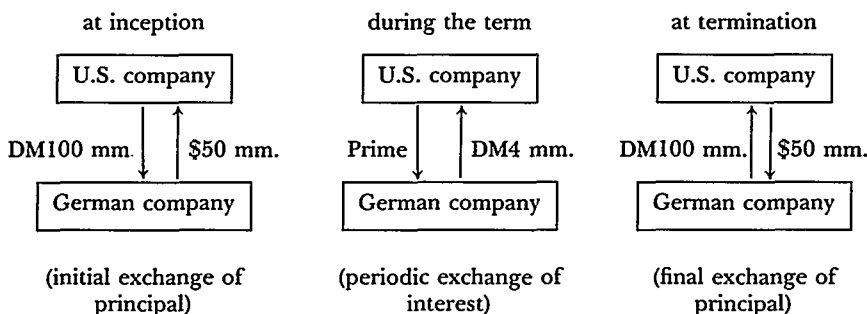 at inception
during the term
at termination
U.S. company
U.S. company
U.S. company
DM100 mm.
$50 mm.
Prime
DM4 mm.
DM100 mm.
$50 mm.
German company
German company
German company
(initial exchange of
principal)
(periodic exchange of
interest)
(final exchange of
principal)